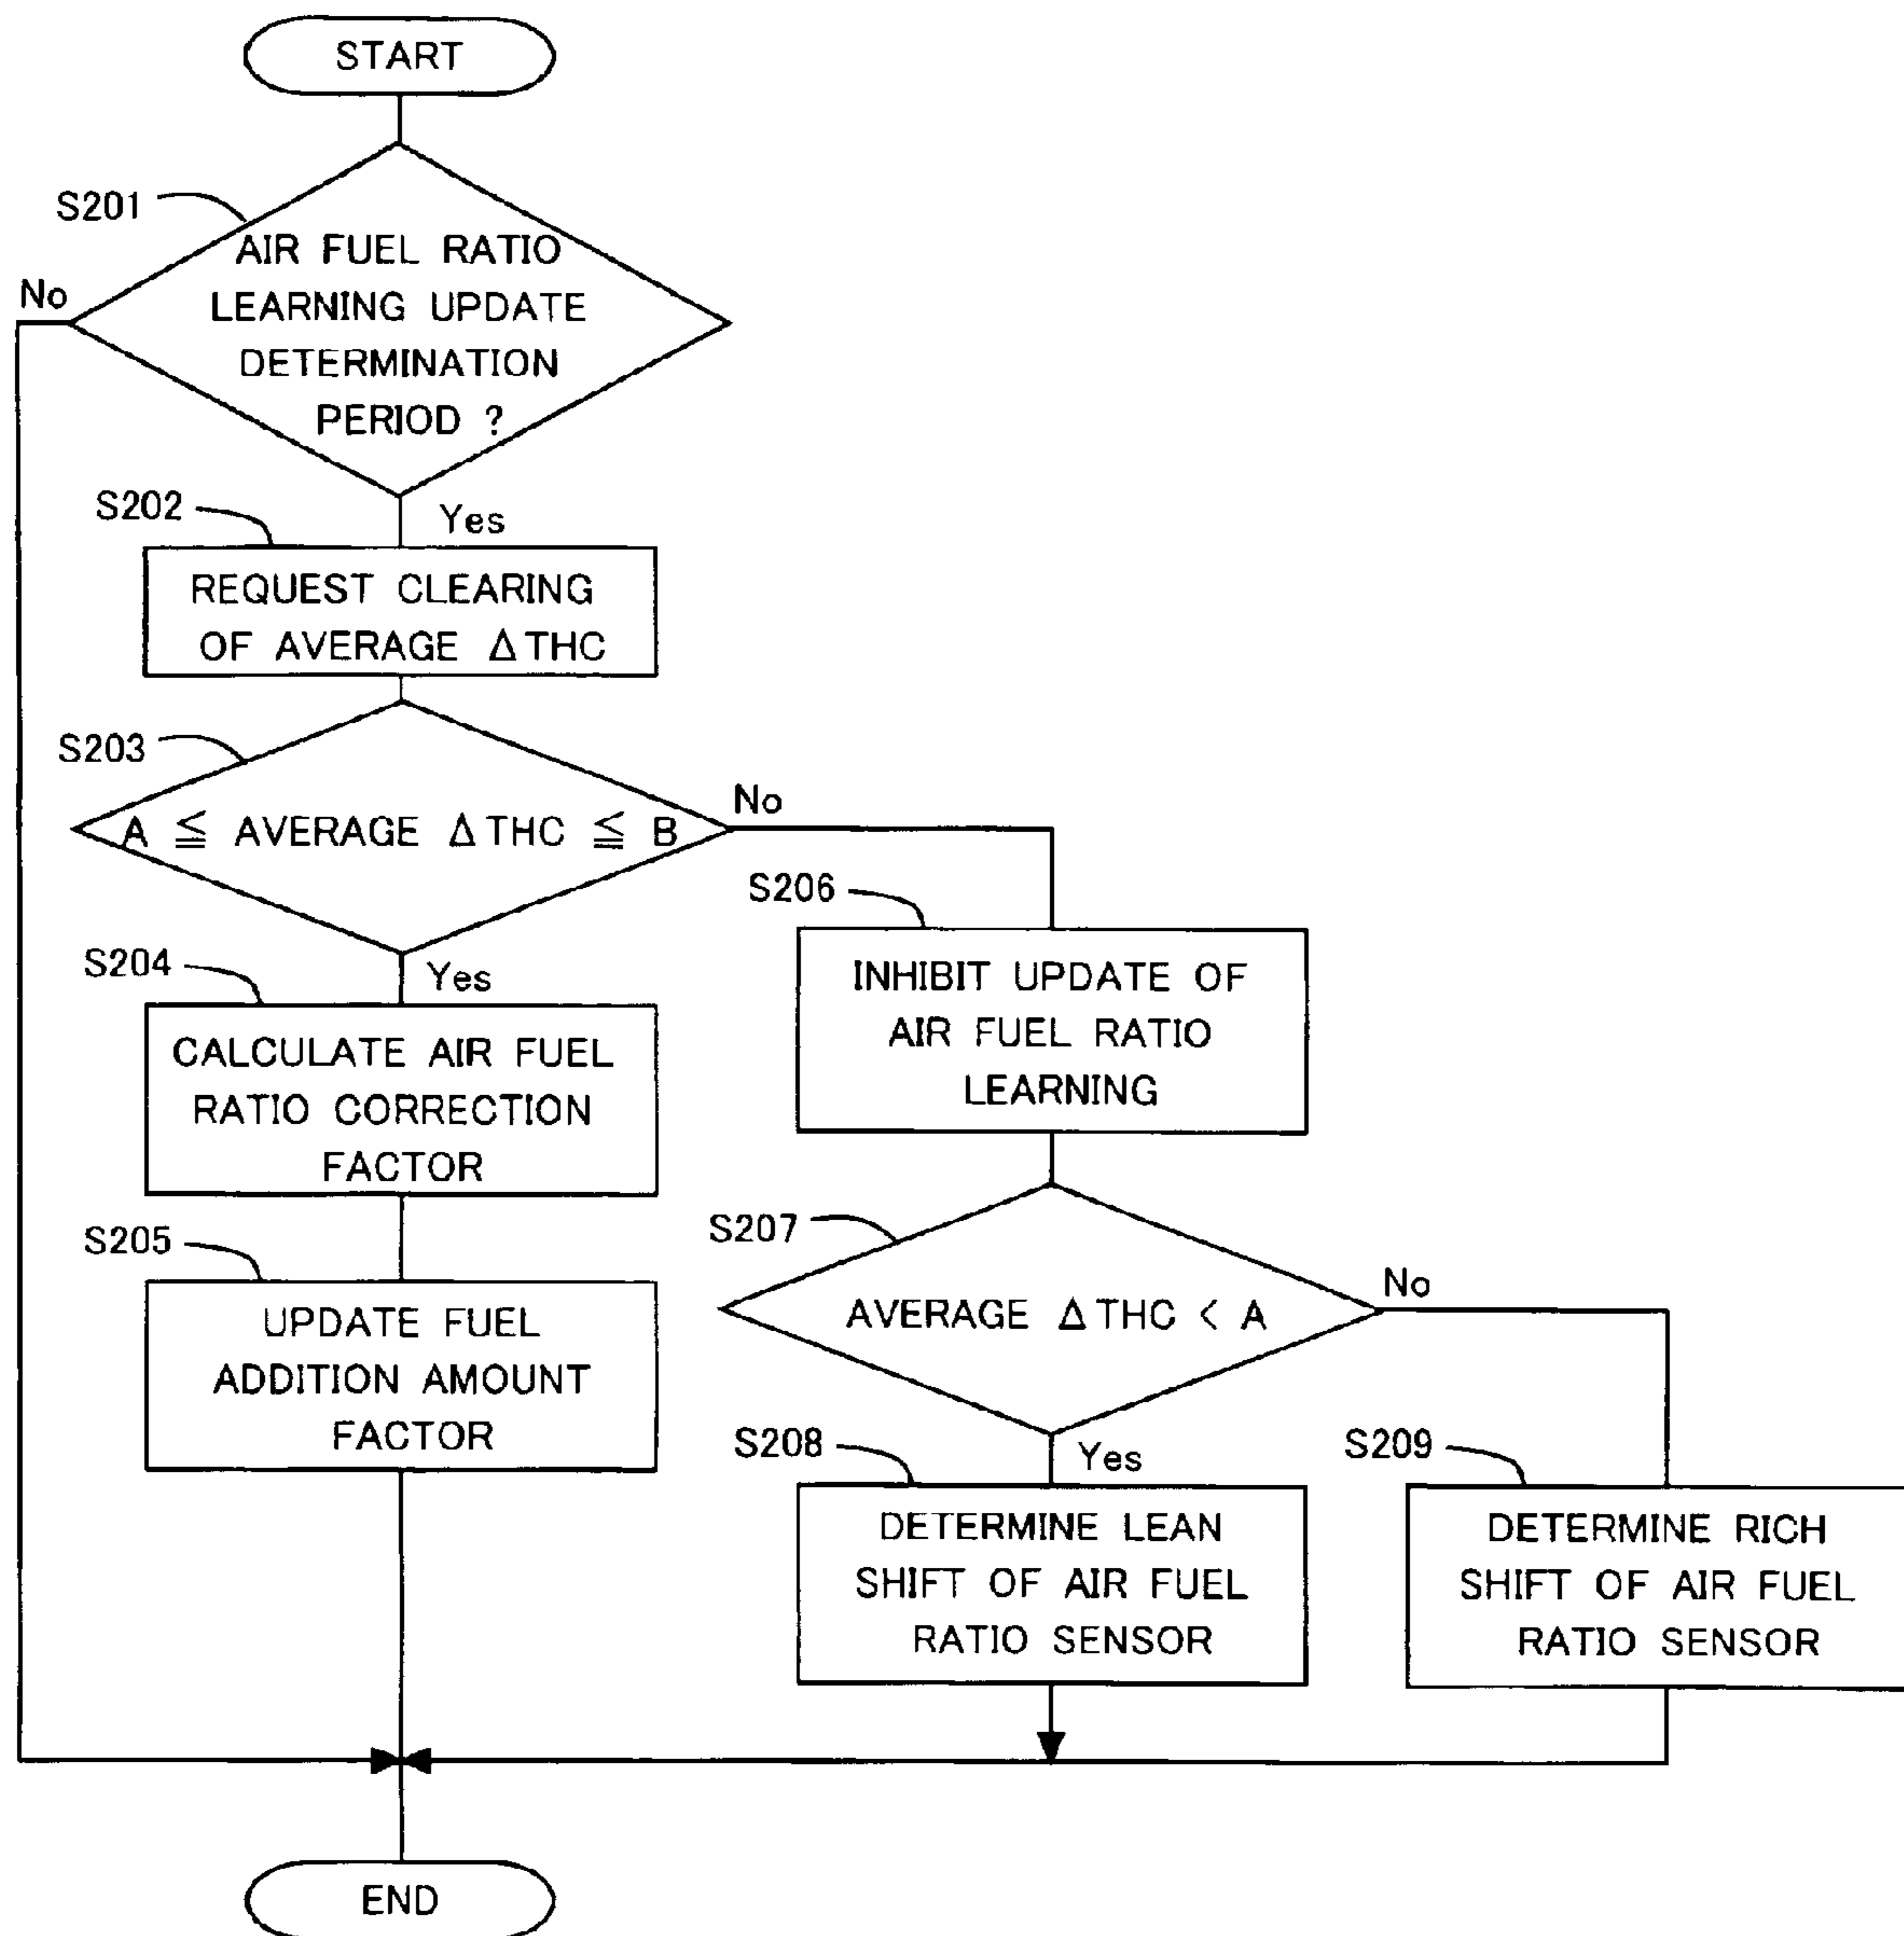 START
S201
AIR FUEL RATIO
LEARNING UPDATE
DETERMINATION
PERIOD ?
No
Yes
S202
REQUEST CLEARING
OF AVERAGE ΔTHC
S203
A ≦ AVERAGE ΔTHC ≦ B
No
Yes
S204
CALCULATE AIR FUEL
RATIO CORRECTION
FACTOR
S205
UPDATE FUEL
ADDITION AMOUNT
FACTOR
S206
INHIBIT UPDATE OF
AIR FUEL RATIO
LEARNING
S207
AVERAGE ΔTHC < A
No
Yes
S208
DETERMINE LEAN
SHIFT OF AIR FUEL
RATIO SENSOR
S209
DETERMINE RICH
SHIFT OF AIR FUEL
RATIO SENSOR
END